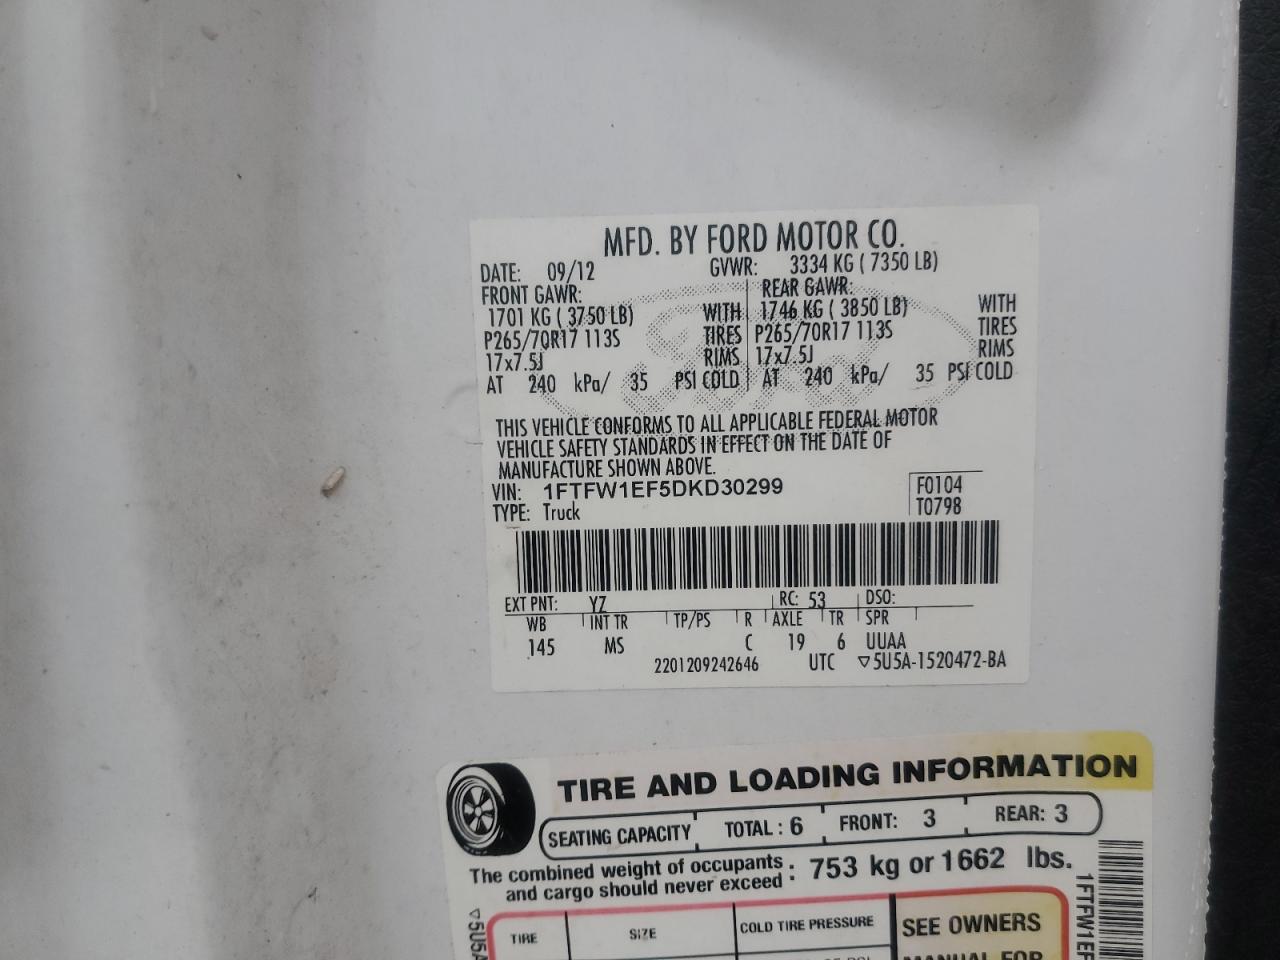 MFD. BY FORD MOTOR CO.
DATE: 09/12 GVWR: 3334 KG ( 7350 LB)
FRONT GAWR: REAR GAWR:
1701 KG ( 3750 LB) WITH 1746 KG ( 3850 LB) WITH
P265/70R17 113S TIRES P265/70R17 113S TIRES
17x7.5J RIMS 17x7.5J RIMS
AT 240 kPa/ 35 PSI COLD AT 240 kPa/ 35 PSI COLD
THIS VEHICLE CONFORMS TO ALL APPLICABLE FEDERAL MOTOR
VEHICLE SAFETY STANDARDS IN EFFECT ON THE DATE OF
MANUFACTURE SHOWN ABOVE.
VIN: 1FTFW1EF5DKD30299 F0104
TYPE: Truck T0798
EXT PNT: YZ RC: 53 DSO:
WB INT TR TP/PS R AXLE TR SPR
145 MS C 19 6 UUAA
2201209242646 UTC ▽5U5A-1520472-BA
TIRE AND LOADING INFORMATION
SEATING CAPACITY TOTAL : 6 FRONT: 3 REAR: 3
The combined weight of occupants : 753 kg or 1662 lbs.
and cargo should never exceed
TIRE SIZE COLD TIRE PRESSURE SEE OWNERS
MANUAL FOR
▽5U5A
1FTFW1EF